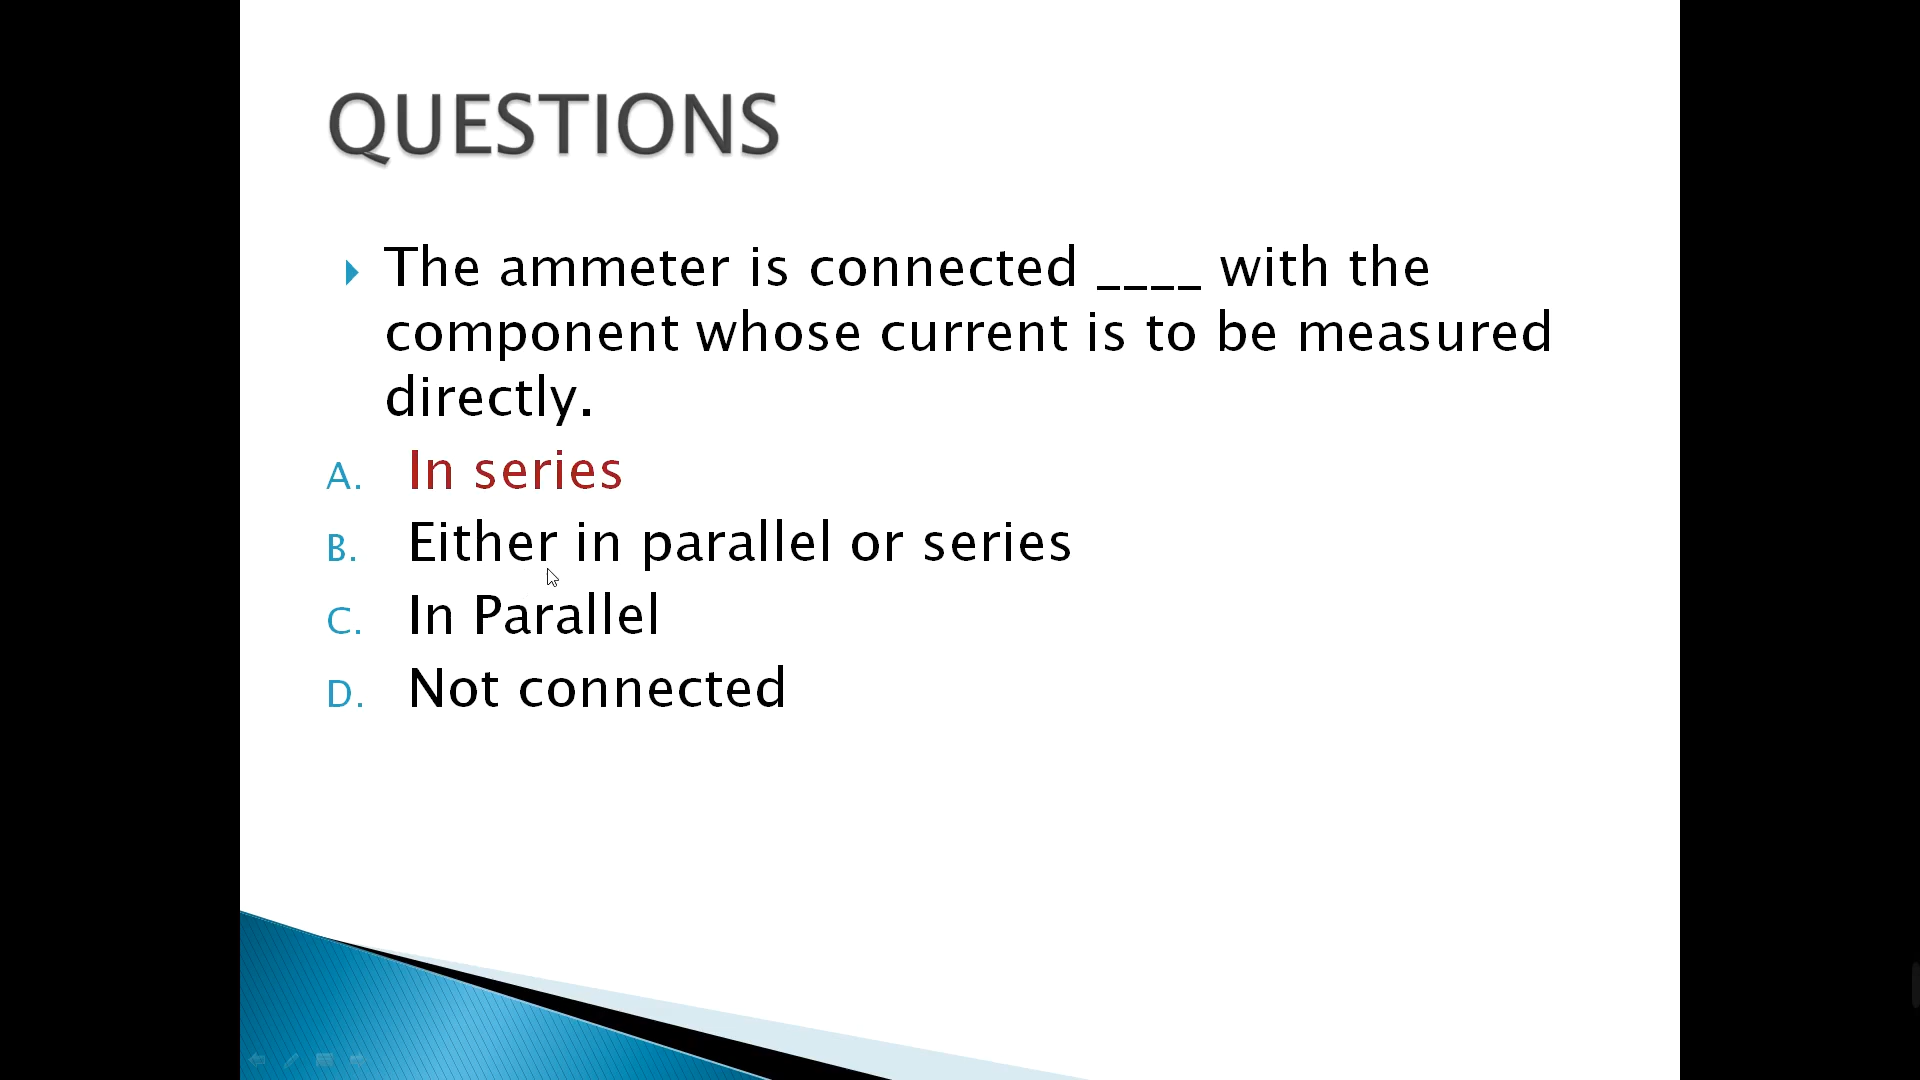 QUESTIONS
The ammeter is connected ____ with the
component whose current is to be measured
directly.
A. In series
B. Either in parallel or series
C. In Parallel
D. Not connected